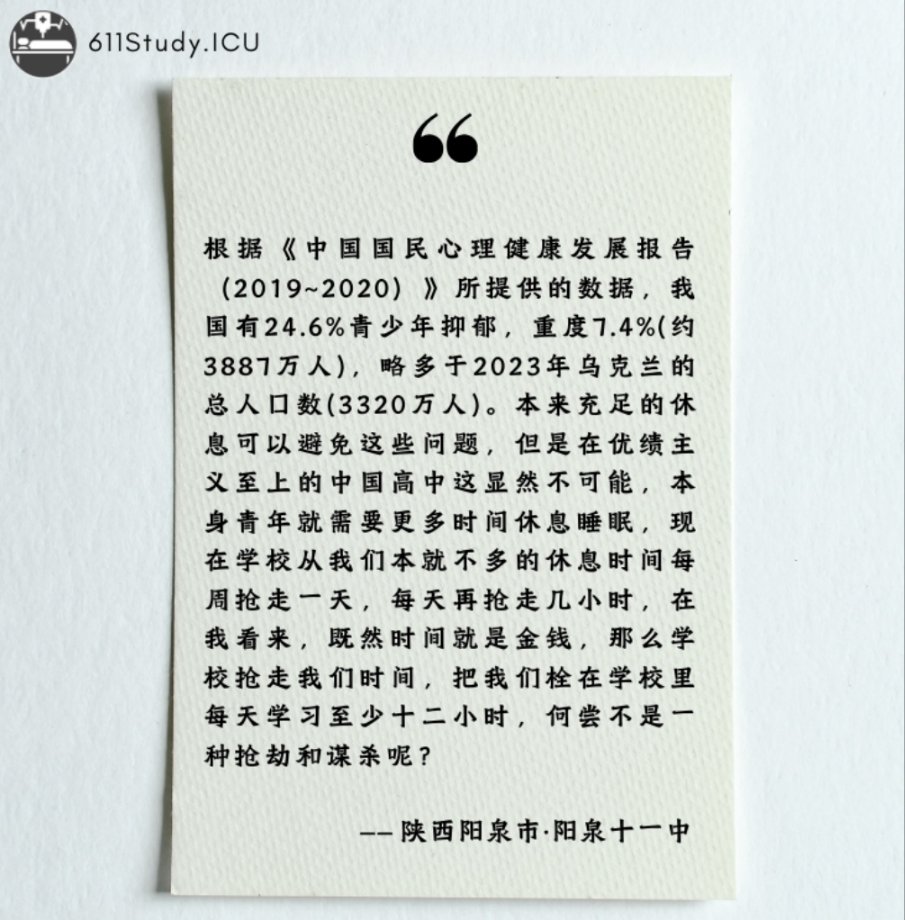 611Study.ICU
“
根据《中国国民心理健康发展报告
（2019~2020）》所提供的数据，我
国有24.6%青少年抑郁，重度7.4%(约
3887万人)，略多于2023年乌克兰的
总人口数(3320万人)。本来充足的休
息可以避免这些问题，但是在优绩主
义至上的中国高中这显然不可能，本
身青年就需要更多时间休息睡眠，现
在学校从我们本就不多的休息时间每
周抢走一天，每天再抢走几小时，在
我看来，既然时间就是金钱，那么学
校抢走我们时间，把我们栓在学校里
每天学习至少十二小时，何尝不是一
种抢劫和谋杀呢？
-- 陕西阳泉市·阳泉十一中